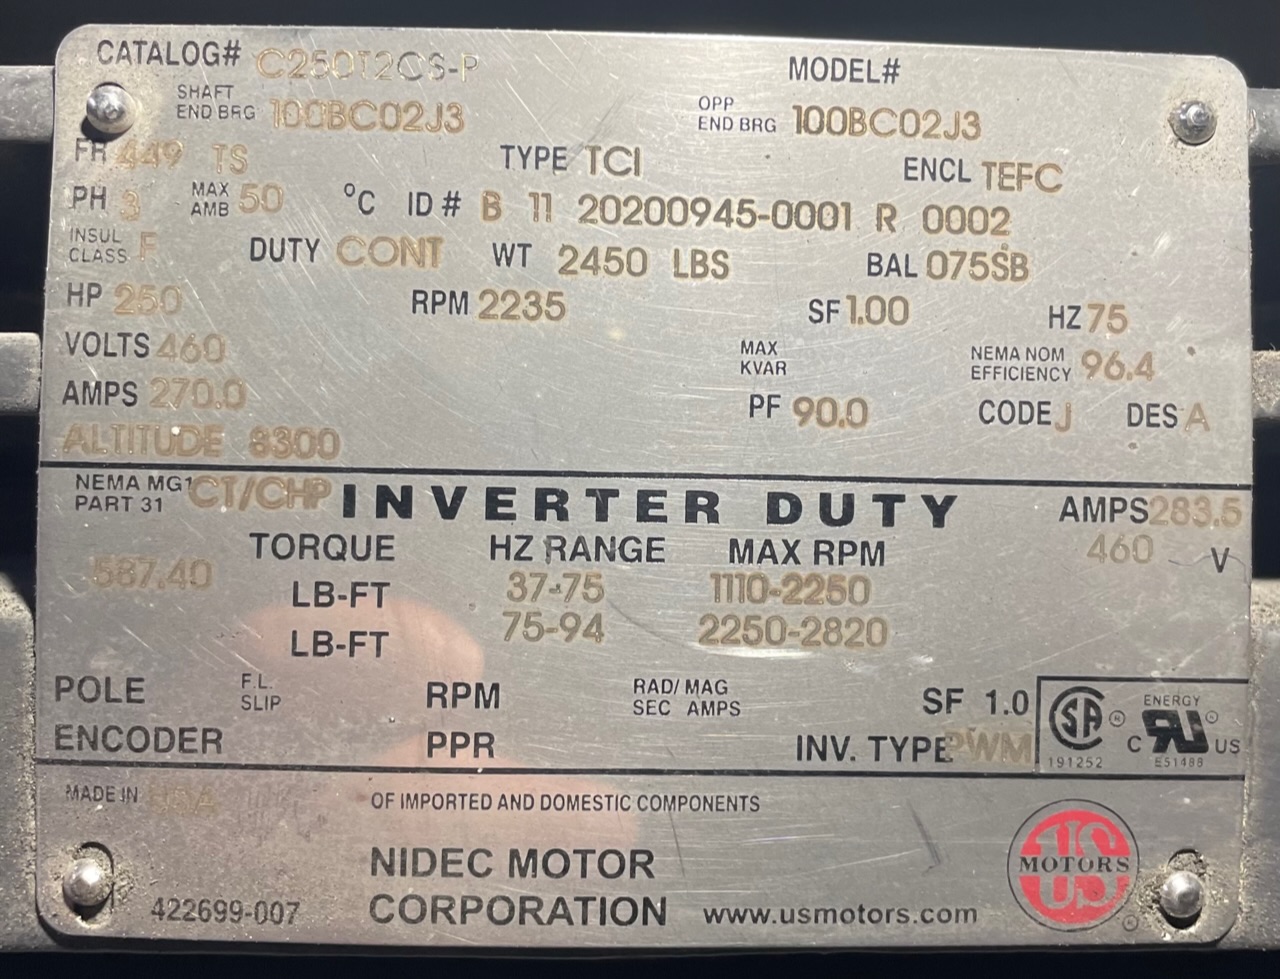 CATALOG# C250T2CS-P MODEL#
SHAFT END BRG 100BC02J3 OPP END BRG 100BC02J3
FR 449 TS TYPE TCI ENCL TEFC
PH 3 MAX AMB 50 °C ID# B 11 20200945-0001 R 0002
INSUL CLASS F DUTY CONT WT 2450 LBS BAL 075SB
HP 250 RPM 2235 SF 1.00 HZ 75
VOLTS 460 MAX KVAR NEMA NOM EFFICIENCY 96.4
AMPS 270.0 PF 90.0 CODE J DES A
ALTITUDE 3300
NEMA MG1 PART 31 CT/CHP INVERTER DUTY AMPS 283.5
TORQUE HZ RANGE MAX RPM 460 V
587.40 LB-FT 37-75 1110-2250
LB-FT 75-94 2250-2820
POLE F.L. SLIP RPM RAD/SEC MAG AMPS SF 1.0
ENCODER PPR INV. TYPE PWM
SA ® 191252
ENERGY
C RU ® US
E51488
MADE IN USA OF IMPORTED AND DOMESTIC COMPONENTS
NIDEC MOTOR
CORPORATION www.usmotors.com
422699-007
US
MOTORS
®